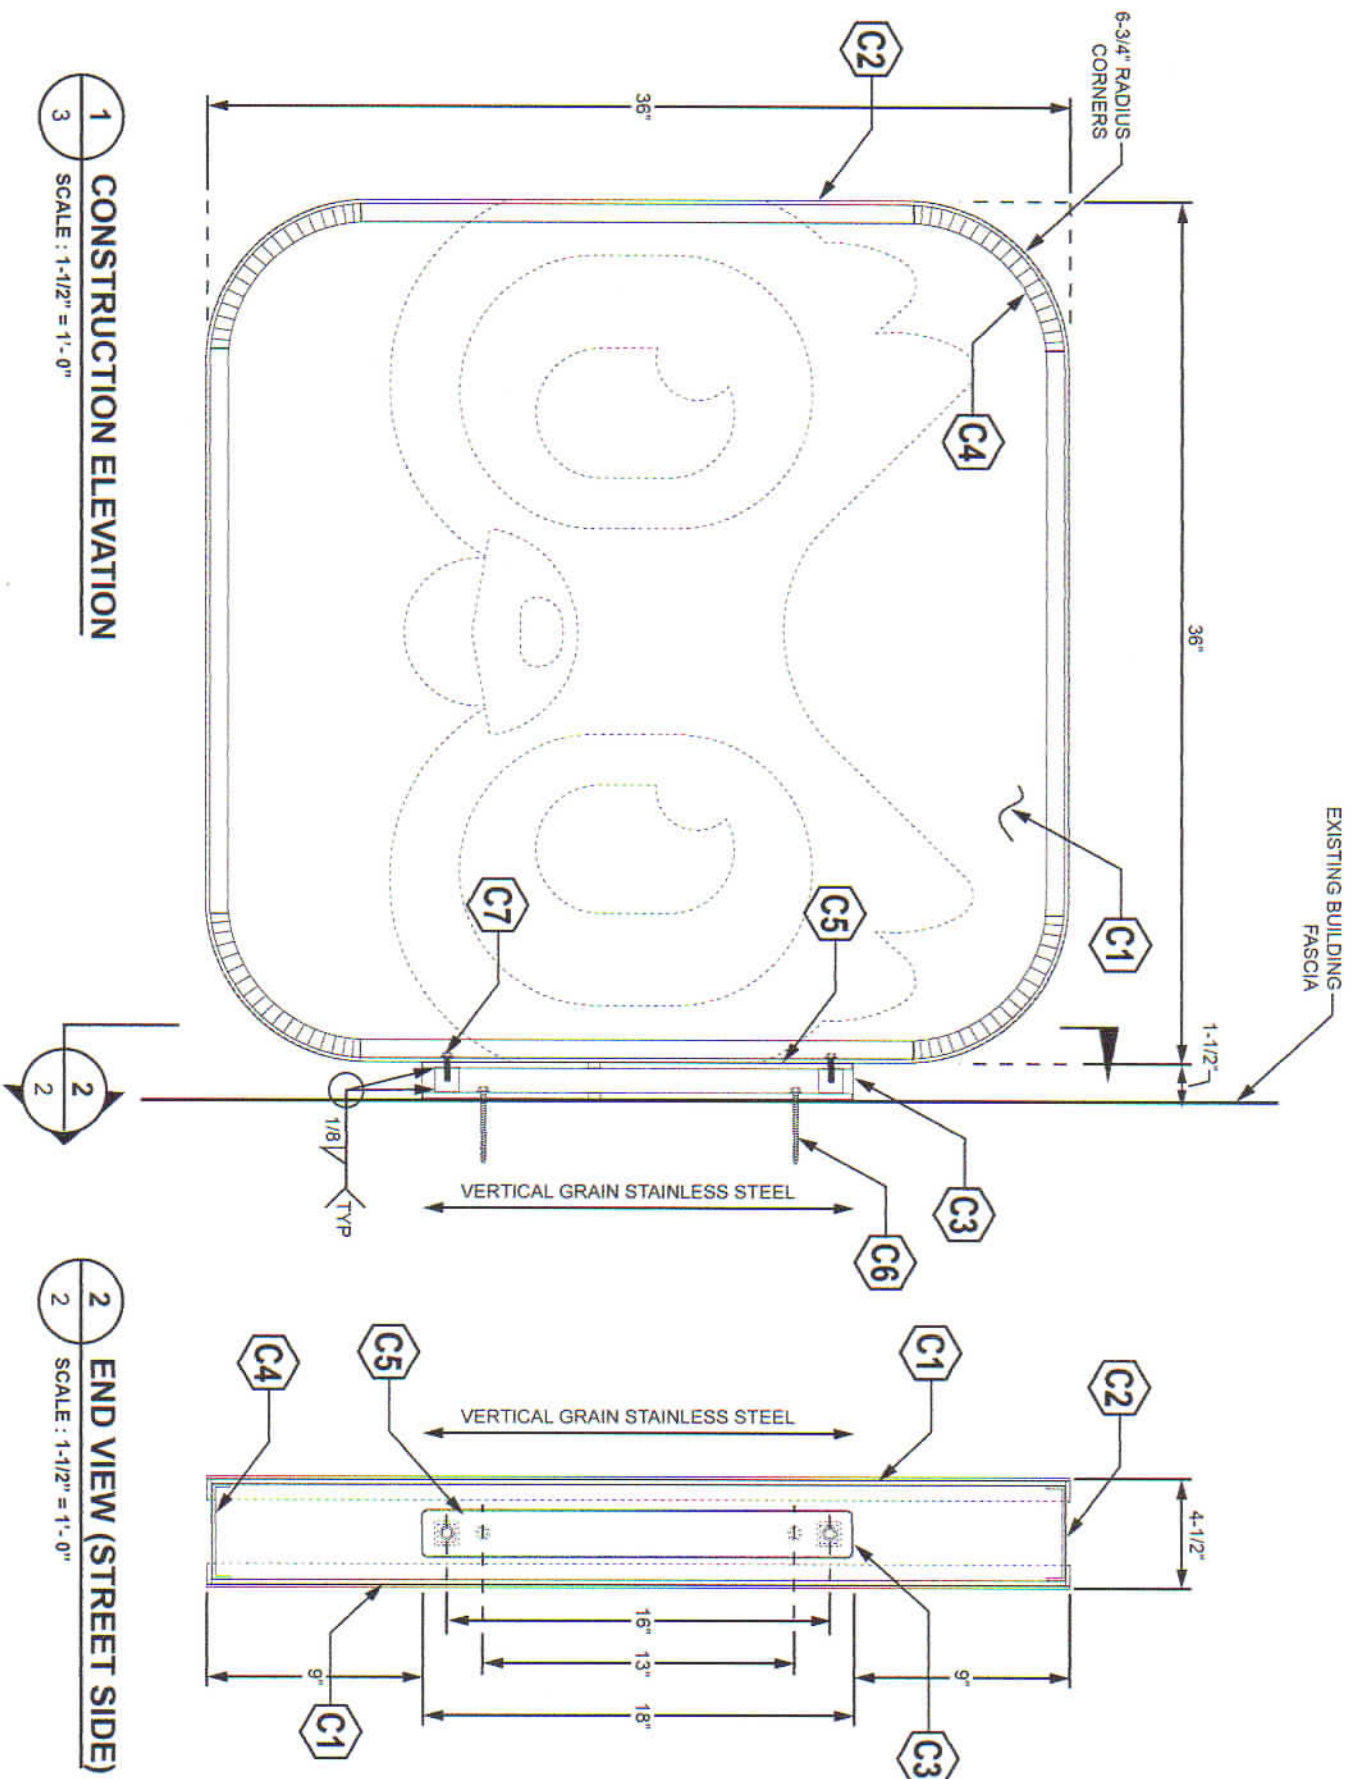 6-3/4" RADIUS
CORNERS
C2
36"
36"
C4
C1
EXISTING BUILDING
FASCIA
1-1/2"
C7
C5
C3
C6
VERTICAL GRAIN STAINLESS STEEL
1/8
TYP
2
2
1
3
CONSTRUCTION ELEVATION
SCALE : 1-1/2" = 1'- 0"
C4
C5
C1
C2
VERTICAL GRAIN STAINLESS STEEL
4-1/2"
16"
13"
18"
9"
9"
C1
C3
2
2
END VIEW (STREET SIDE)
SCALE : 1-1/2" = 1'- 0"